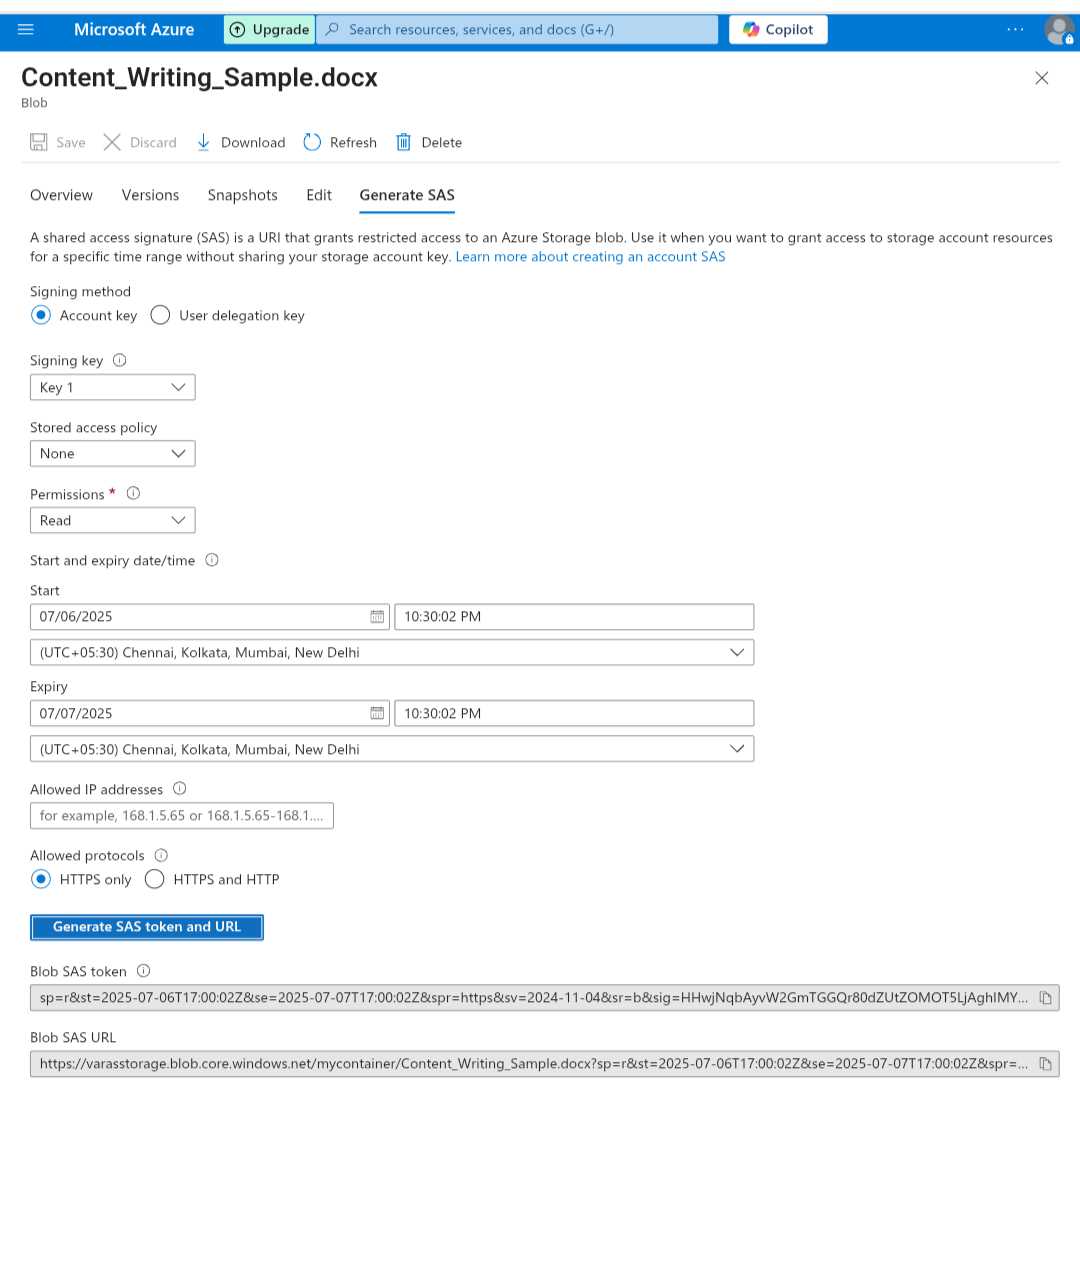 Microsoft Azure
Upgrade
Search resources, services, and docs (G+/)
Copilot
Content_Writing_Sample.docx
Blob
Save Discard Download Refresh Delete
Overview Versions Snapshots Edit Generate SAS
A shared access signature (SAS) is a URI that grants restricted access to an Azure Storage blob. Use it when you want to grant access to storage account resources
for a specific time range without sharing your storage account key. Learn more about creating an account SAS
Signing method
Account key User delegation key
Signing key
Key 1
Stored access policy
None
Permissions *
Read
Start and expiry date/time
Start
07/06/2025 10:30:02 PM
(UTC+05:30) Chennai, Kolkata, Mumbai, New Delhi
Expiry
07/07/2025 10:30:02 PM
(UTC+05:30) Chennai, Kolkata, Mumbai, New Delhi
Allowed IP addresses
for example, 168.1.5.65 or 168.1.5.65-168.1....
Allowed protocols
HTTPS only HTTPS and HTTP
Generate SAS token and URL
Blob SAS token
sp=r&st=2025-07-06T17:00:02Z&se=2025-07-07T17:00:02Z&spr=https&sv=2024-11-04&sr=b&sig=HHwjNqbAyvW2GmTGGQr80dZUtZOMOT5LjAghIMY...
Blob SAS URL
https://varasstorage.blob.core.windows.net/mycontainer/Content_Writing_Sample.docx?sp=r&st=2025-07-06T17:00:02Z&se=2025-07-07T17:00:02Z&spr=...